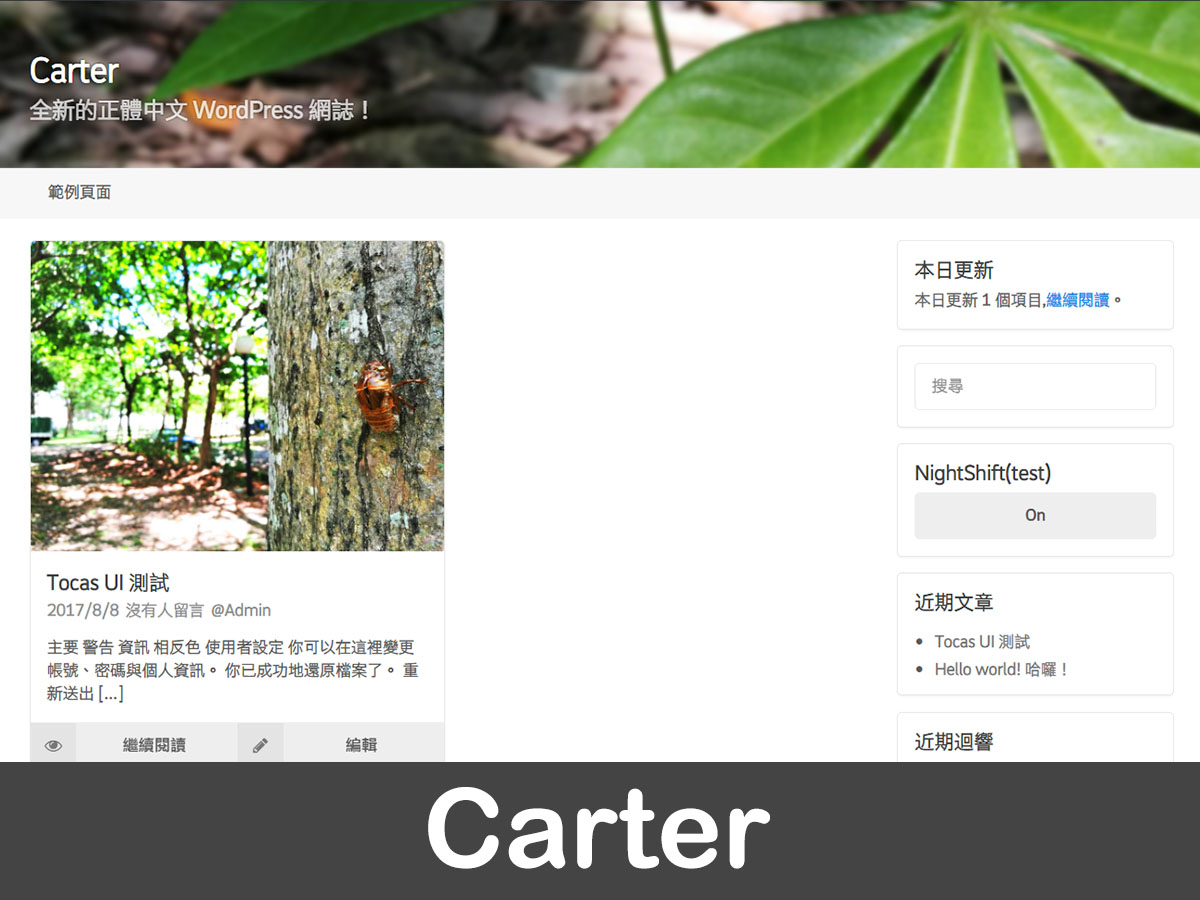 Carter
全新的正體中文 WordPress 網誌！
範例頁面
Tocas UI 測試
2017/8/8 沒有人留言 @Admin
主要 警告 資訊 相反色 使用者設定 你可以在這裡變更
帳號、密碼與個人資訊。 你已成功地還原檔案了。 重
新送出 […]
繼續閱讀
編輯
本日更新
本日更新 1 個項目,繼續閱讀。
搜尋
NightShift(test)
On
近期文章
Tocas UI 測試
Hello world! 哈囉！
近期迴響
Carter